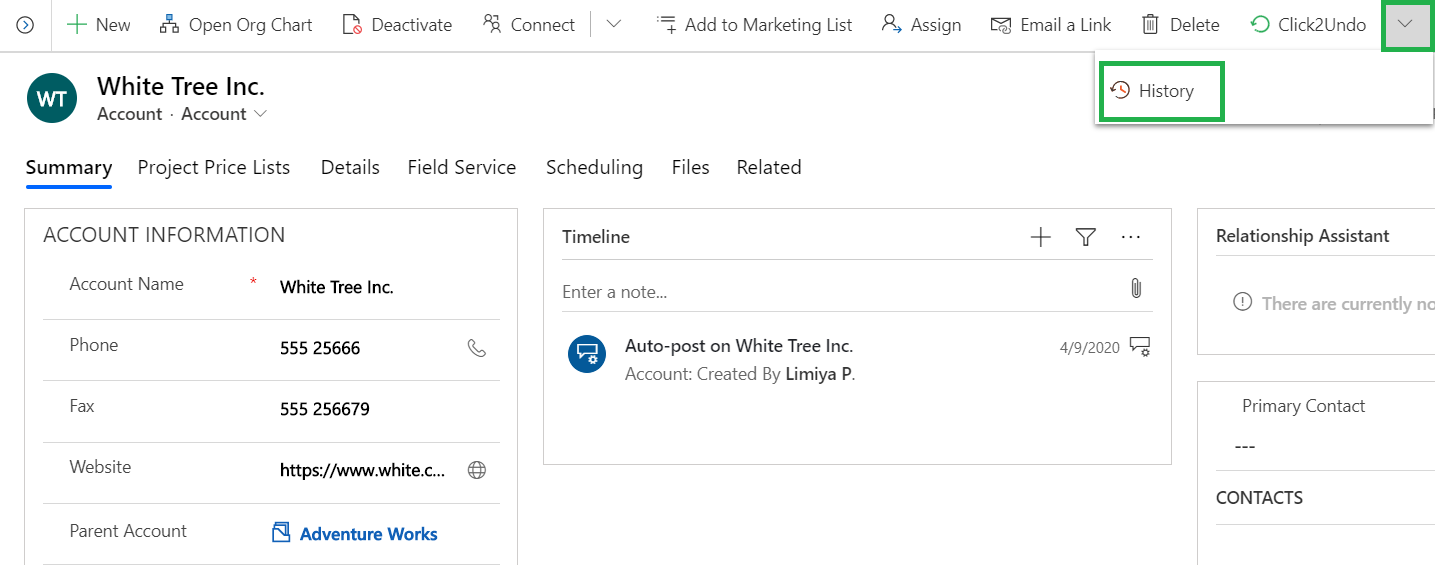 New Open Org Chart Deactivate Connect Add to Marketing List Assign Email a Link Delete Click2Undo
History
WT
White Tree Inc.
Account · Account
Summary Project Price Lists Details Field Service Scheduling Files Related
ACCOUNT INFORMATION
Account Name * White Tree Inc.
Phone 555 25666
Fax 555 256679
Website https://www.white.c...
Parent Account Adventure Works
Timeline
Enter a note...
Auto-post on White Tree Inc. 4/9/2020
Account: Created By Limiya P.
Relationship Assistant
There are currently no
Primary Contact
---
CONTACTS